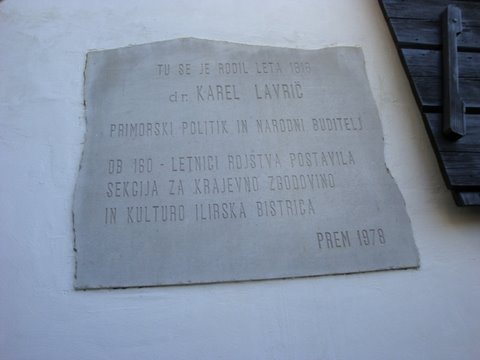 TU SE JE RODIL LETA 1818
dr. KAREL LAVRIČ
PRIMORSKI POLITIK IN NARODNI BUDITELJ
OB 160 - LETNICI ROJSTVA POSTAVILA
SEKCIJA ZA KRAJEVNO ZGODOVINO
IN KULTURO ILIRSKA BISTRICA
PREM 1978